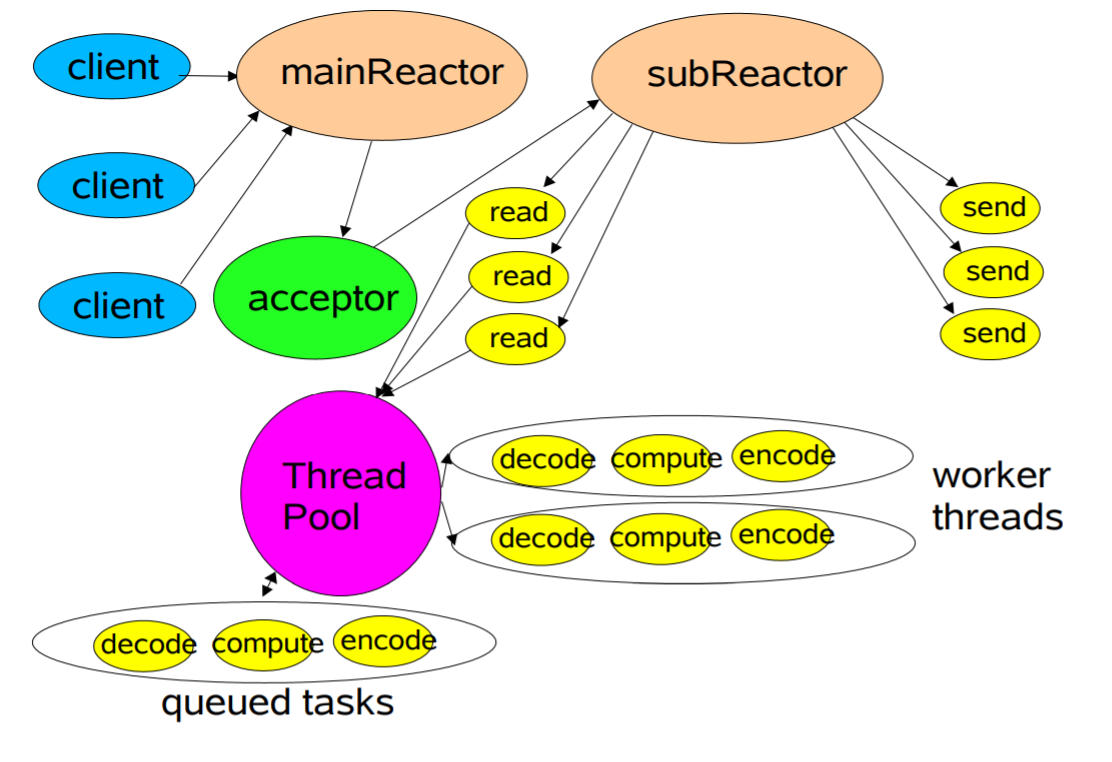 client
mainReactor
subReactor
client
client
acceptor
read
read
read
send
send
send
Thread
Pool
decode compute encode
decode compute encode
worker
threads
decode compute encode
queued tasks